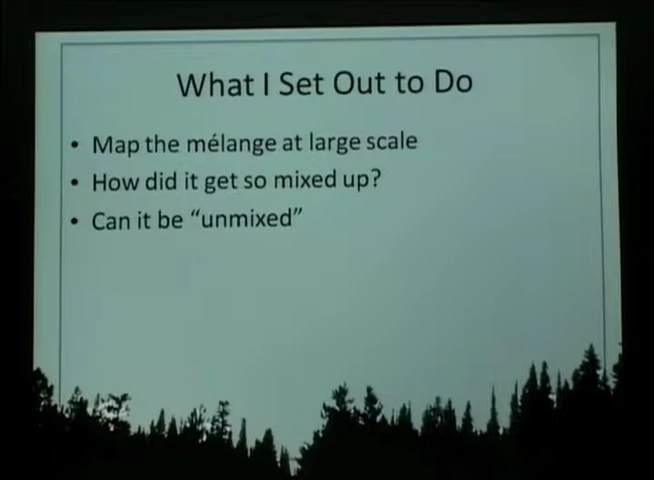 What I Set Out to Do
• Map the mélange at large scale
• How did it get so mixed up?
• Can it be “unmixed”